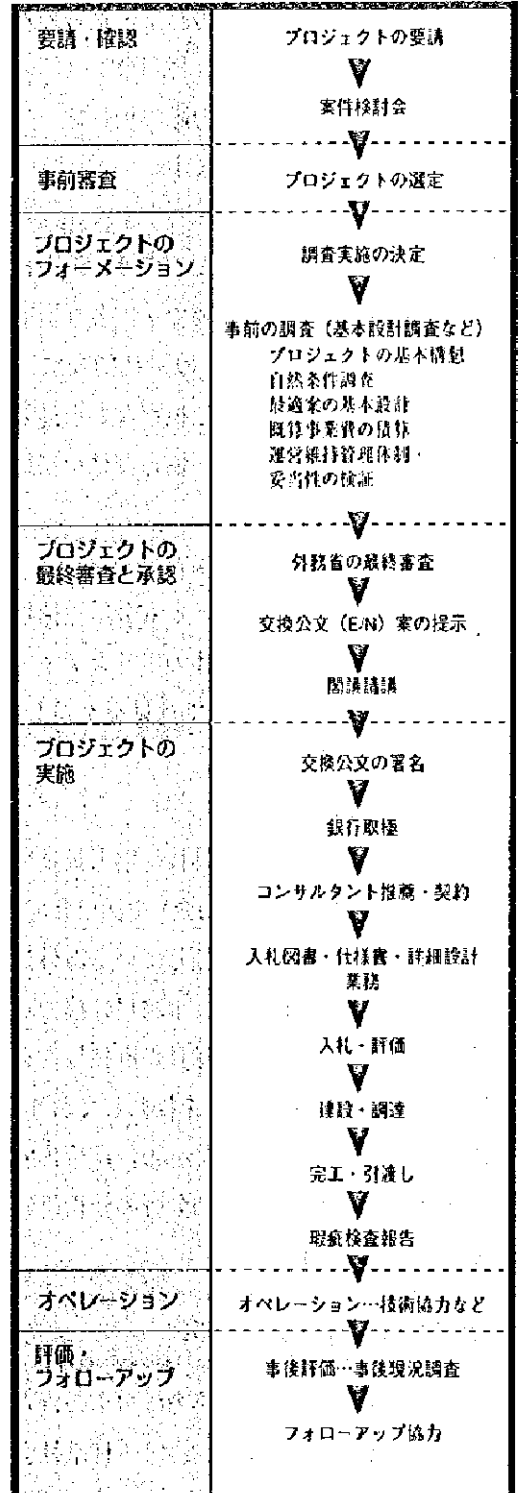 要請・確認
プロジェクトの要請
案件検討会
事前審査
プロジェクトの選定
プロジェクトの
フォーメーション
調査実施の決定
事前の調査（基本設計調査など）
プロジェクトの基本構想
自然条件調査
最適案の基本設計
概算事業費の積算
運営維持管理体制・
妥当性の検証
プロジェクトの
最終審査と承認
外務省の最終審査
交換公文（E/N）案の提示
閣議請議
プロジェクトの
実施
交換公文の署名
銀行取極
コンサルタント推薦・契約
入札図書・仕様書・詳細設計
業務
入札・評価
建設・調達
完工・引渡し
瑕疵検査報告
オペレーション
オペレーション…技術協力など
評価・
フォローアップ
事後評価…事後現況調査
フォローアップ協力